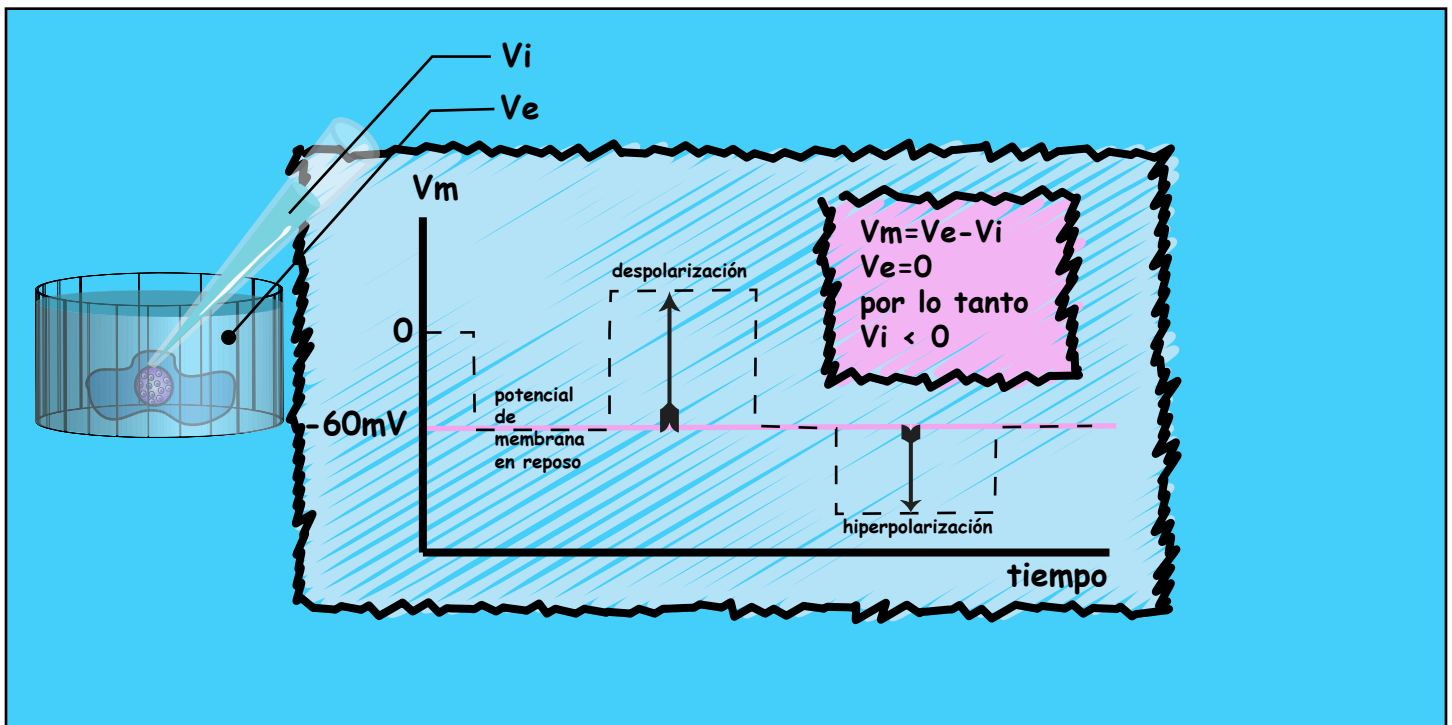 Vi
Ve
Vm
Vm=Ve-Vi
Ve=0
por lo tanto
Vi < 0
despolarización
0
potencial
de
membrana
en reposo
-60mV
hiperpolarización
tiempo